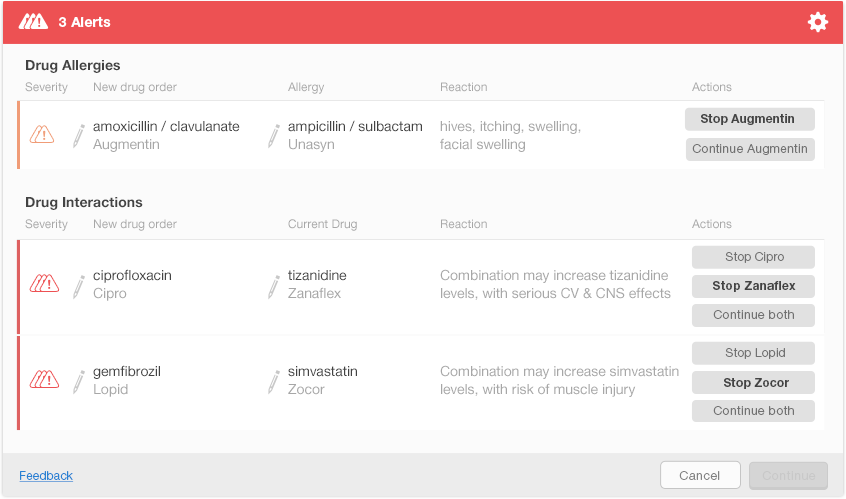 3 Alerts
Drug Allergies
Severity New drug order Allergy Reaction Actions
amoxicillin / clavulanate ampicillin / sulbactam hives, itching, swelling, Stop Augmentin
Augmentin Unasyn facial swelling Continue Augmentin
Drug Interactions
Severity New drug order Current Drug Reaction Actions
Stop Cipro
ciprofloxacin tizanidine Combination may increase tizanidine
Cipro Zanaflex levels, with serious CV & CNS effects Stop Zanaflex
Continue both
Stop Lopid
gemfibrozil simvastatin Combination may increase simvastatin
Lopid Zocor levels, with risk of muscle injury Stop Zocor
Continue both
Feedback Cancel Continue